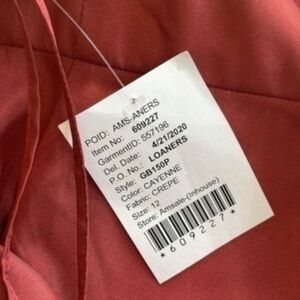 POID: AMS-ANERS
Item No: 609227
GarmentID: 557196
Del. Date: 4/21/2020
P.O. No.: LOANERS
Style: GB150P
Color: CAYENNE
Fabric: CREPE
Size: 12
Store: Amsale-(Inhouse)
*609227*